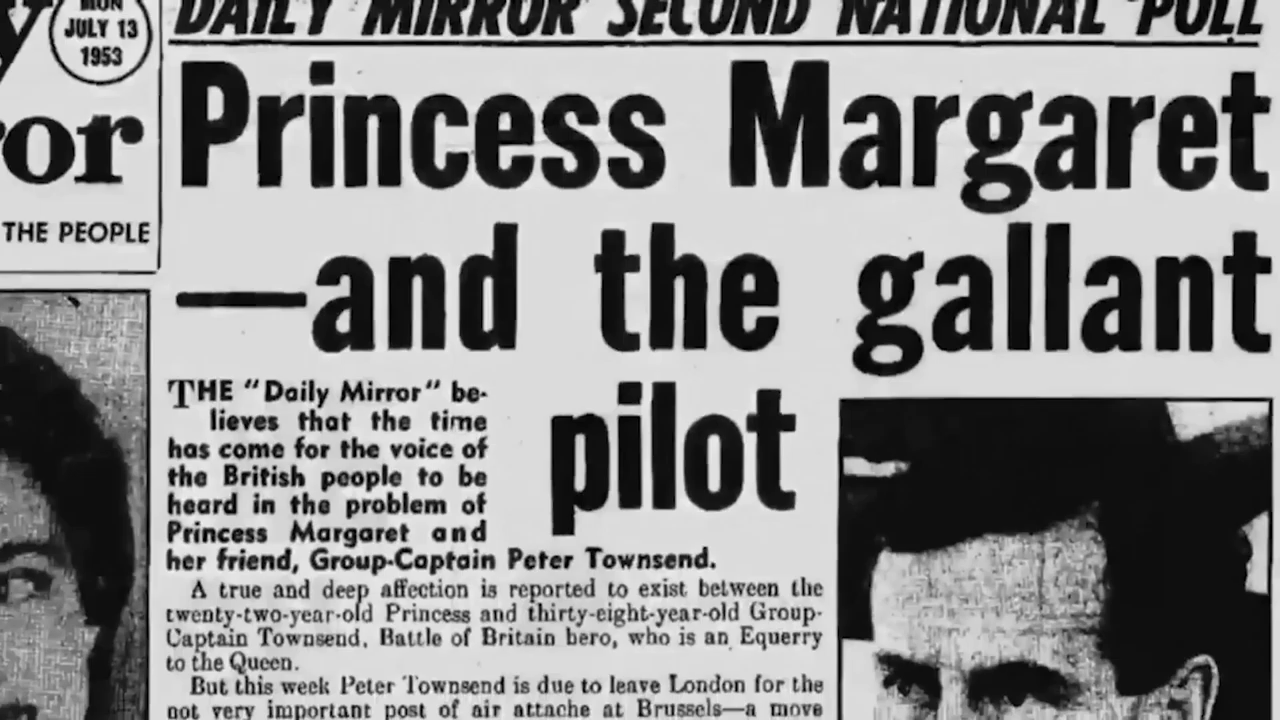 MON
JULY 13
1953
ror
THE PEOPLE
DAILY MIRROR SECOND NATIONAL POLL
Princess Margaret
—and the gallant
pilot
THE "Daily Mirror" be-
lieves that the time
has come for the voice of
the British people to be
heard in the problem of
Princess Margaret and
her friend, Group-Captain Peter Townsend.
A true and deep affection is reported to exist between the
twenty-two-year-old Princess and thirty-eight-year-old Group-
Captain Townsend, Battle of Britain hero, who is an Equerry
to the Queen.
But this week Peter Townsend is due to leave London for the
not very important post of air attache at Brussels—a move